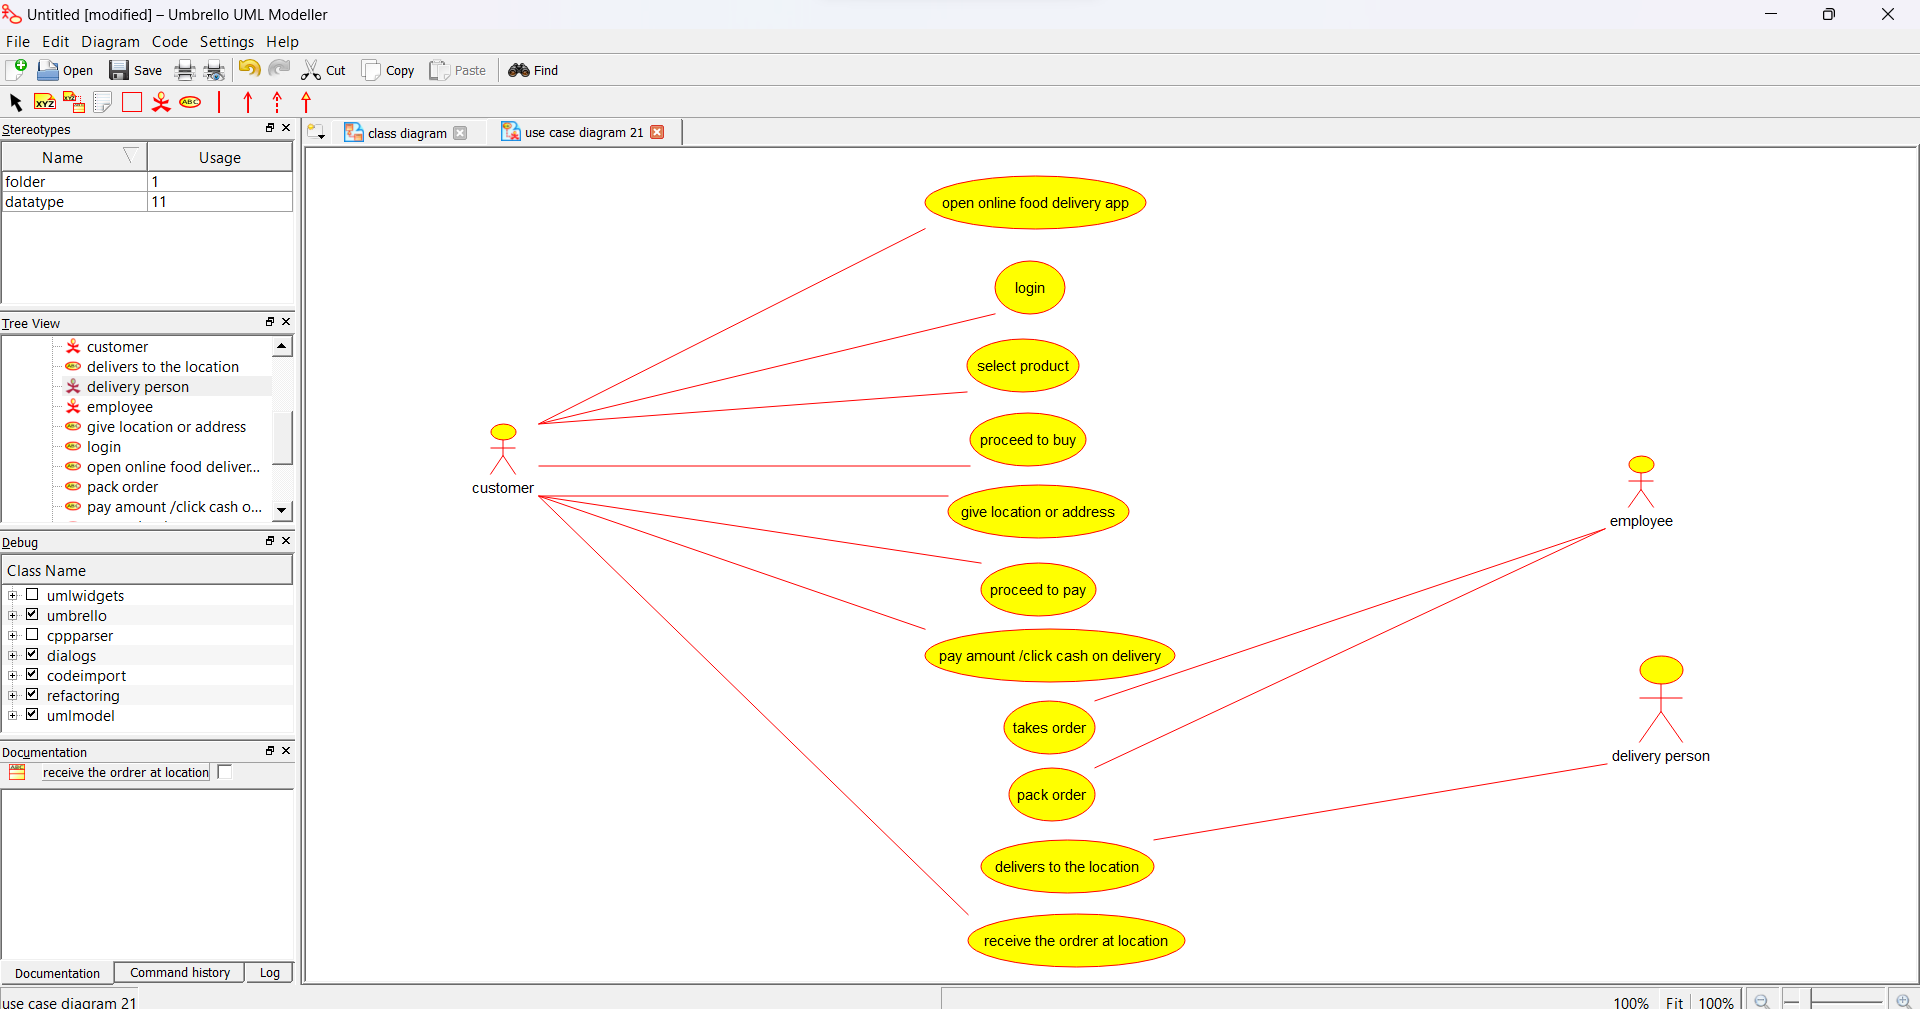 Untitled [modified] – Umbrello UML Modeller
File Edit Diagram Code Settings Help
Open Save Cut Copy Paste Find
XYZ XYZ ABC
Stereotypes
Name Usage
folder 1
datatype 11
Tree View
customer
delivers to the location
delivery person
employee
give location or address
login
open online food deliver...
pack order
pay amount /click cash o...
Debug
Class Name
umlwidgets
umbrello
cppparser
dialogs
codeimport
refactoring
umlmodel
Documentation
receive the ordrer at location
Documentation Command history Log
use case diagram 21
class diagram
use case diagram 21
open online food delivery app
login
select product
proceed to buy
customer
give location or address
employee
proceed to pay
pay amount /click cash on delivery
takes order
delivery person
pack order
delivers to the location
receive the ordrer at location
100% Fit 100%